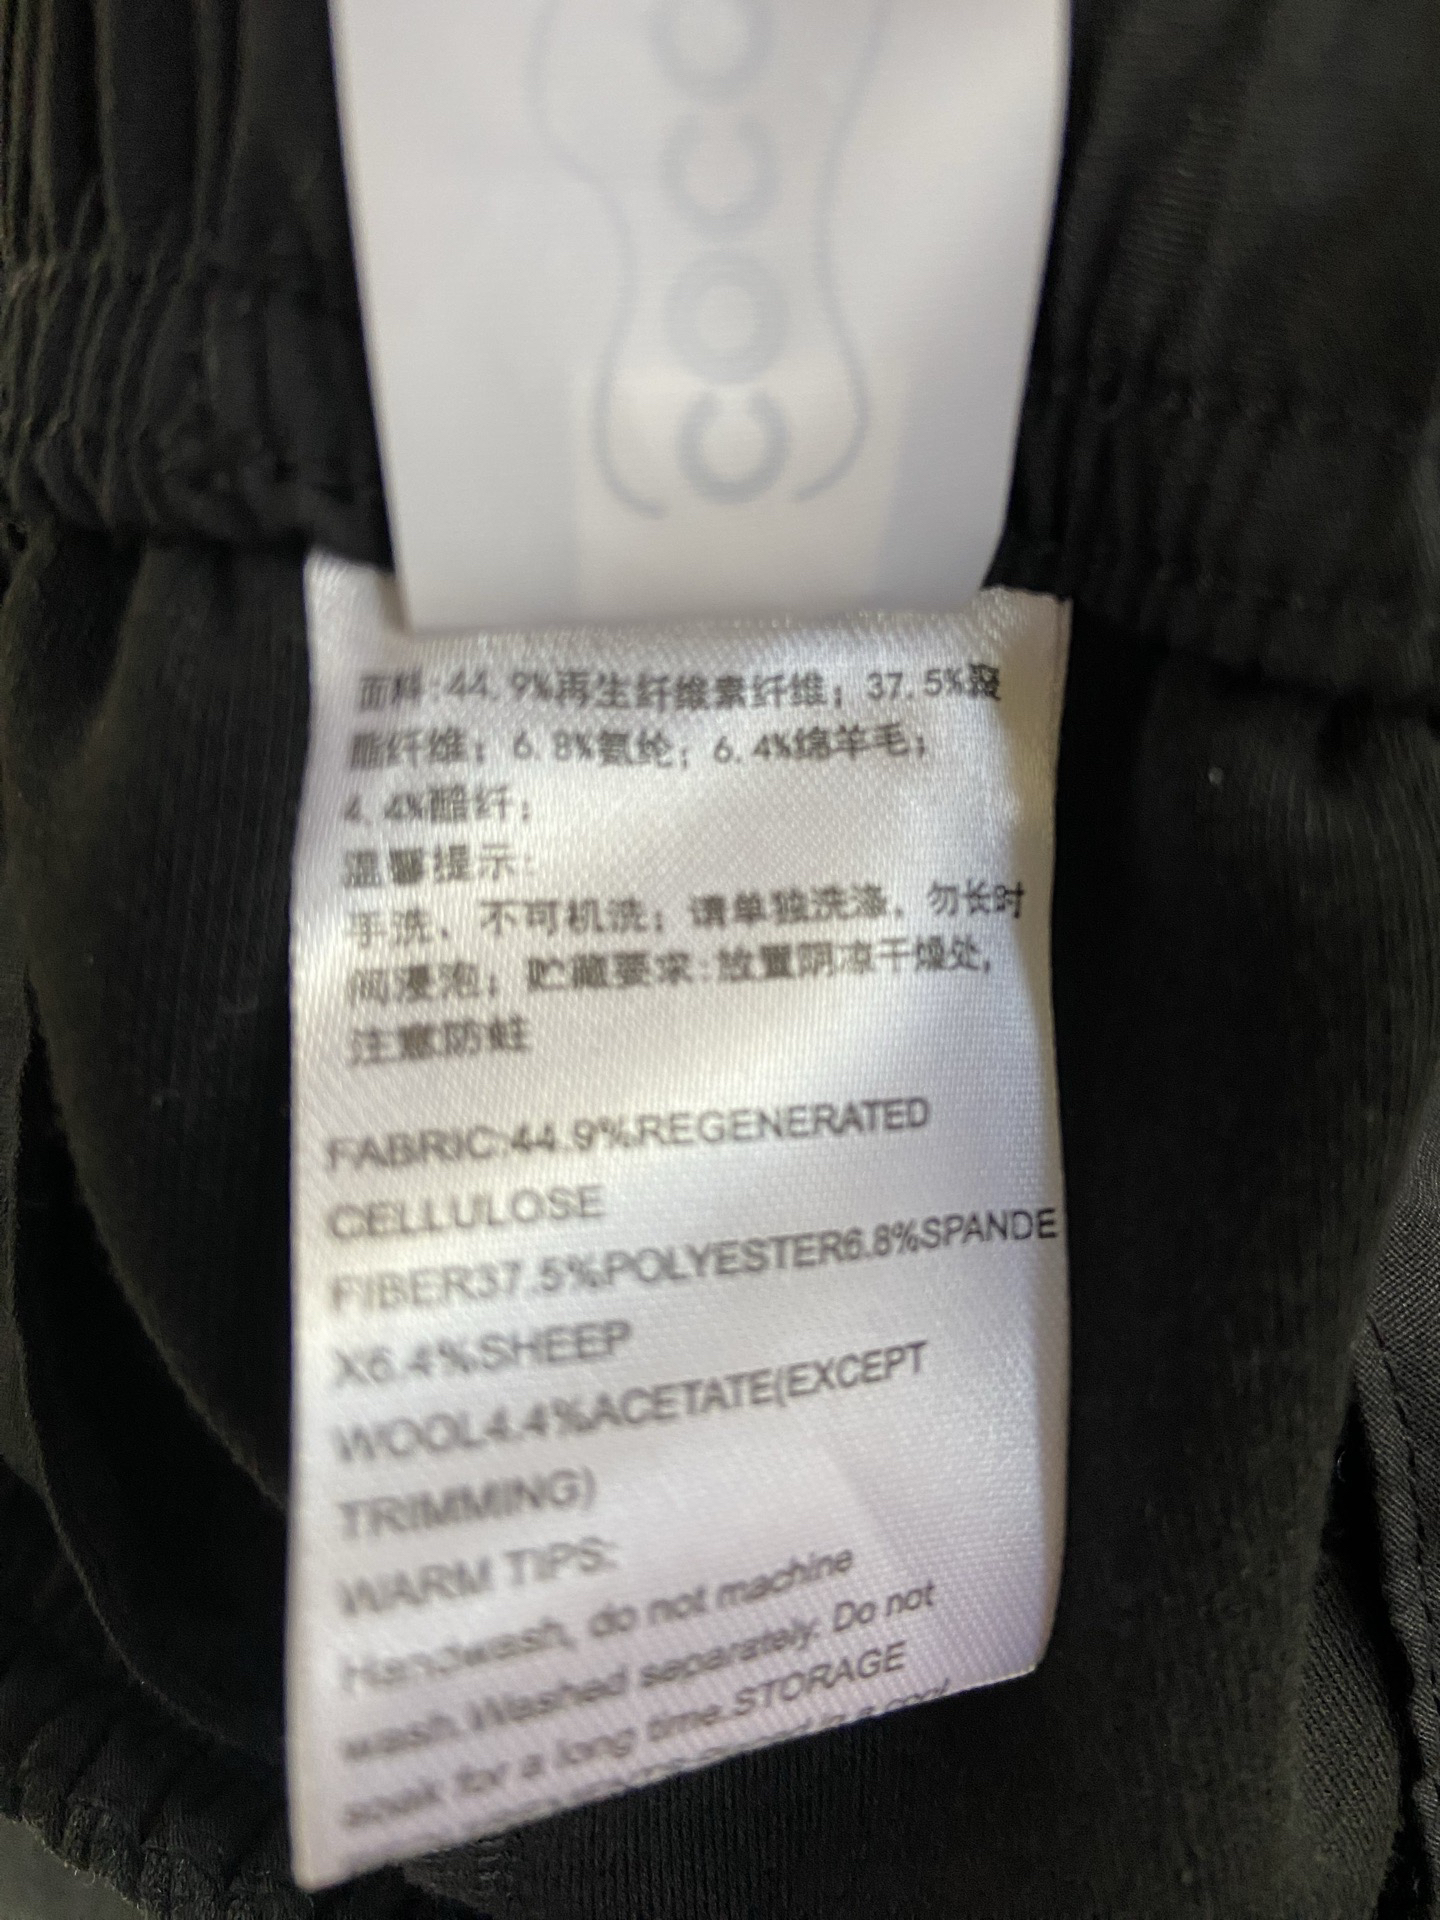 面料:44.9%再生纤维素纤维；37.5%聚
酯纤维；6.8%氨纶；6.4%绵羊毛；
4.4%醋纤；
温馨提示:
手洗、不可机洗；请单独洗涤、勿长时
间浸泡；贮藏要求:放置阴凉干燥处,
注意防蛀
FABRIC:44.9%REGENERATED
CELLULOSE
FIBER37.5%POLYESTER6.8%SPANDE
X6.4%SHEEP
WOOL4.4%ACETATE(EXCEPT
TRIMMING)
WARM TIPS:
Handwash, do not machine
wash.Washed separately. Do not
soak for a long time.STORAGE
in a cool